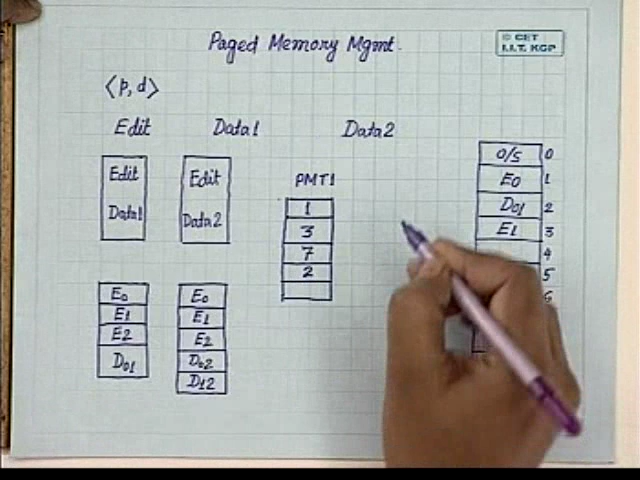 Paged Memory Mgmt.
© CET
I.I.T. KGP
⟨p, d⟩
Edit Data1 Data2
Edit
Data1
Edit
Data2
PMT1
1
3
7
2
O/S 0
E0 1
D01 2
E1 3
4
5
6
E0
E1
E2
D01
E0
E1
E2
D02
D12